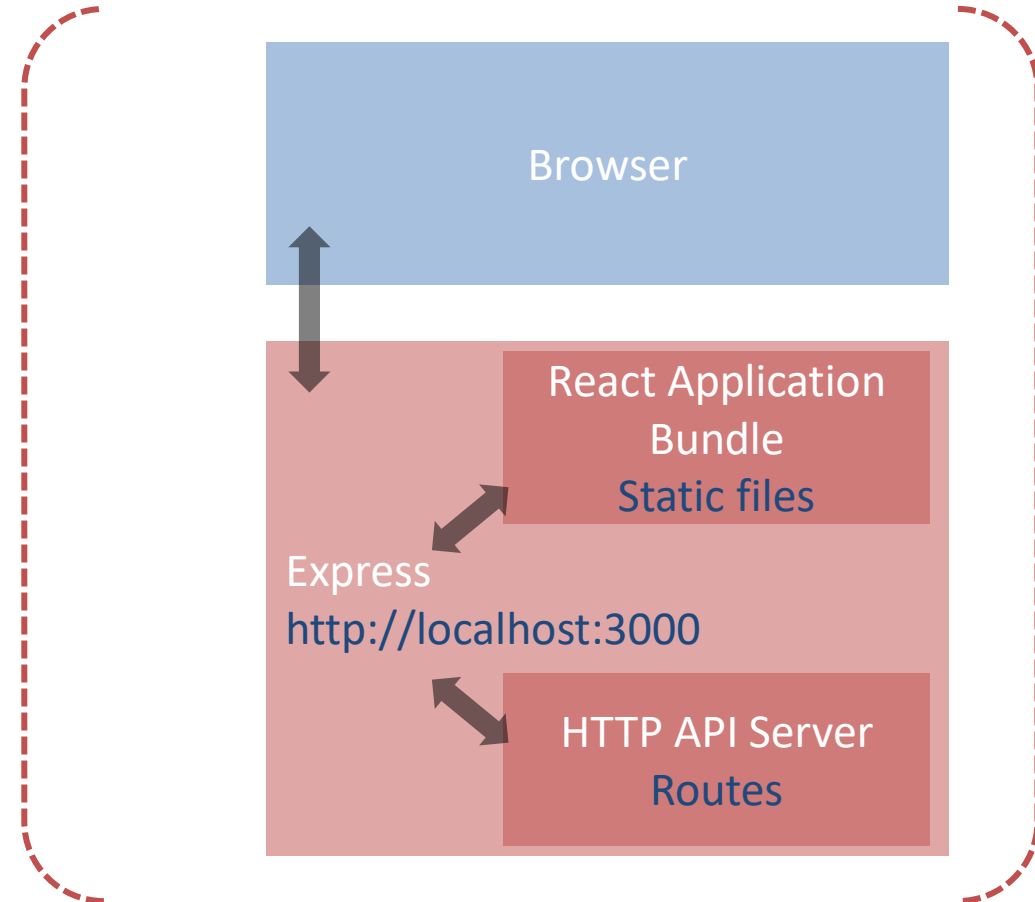 Browser
React Application
Bundle
Static files
Express
http://localhost:3000
HTTP API Server
Routes